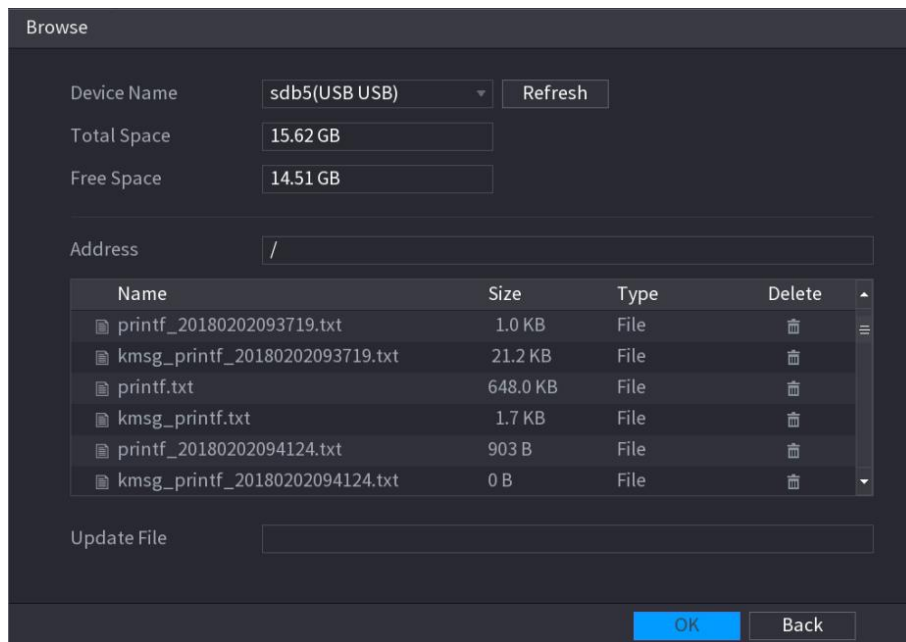 Browse
Device Name sdb5(USB USB) Refresh
Total Space 15.62 GB
Free Space 14.51 GB
Address /
Name Size Type Delete
printf_20180202093719.txt 1.0 KB File
kmsg_printf_20180202093719.txt 21.2 KB File
printf.txt 648.0 KB File
kmsg_printf.txt 1.7 KB File
printf_20180202094124.txt 903 B File
kmsg_printf_20180202094124.txt 0 B File
Update File
OK Back